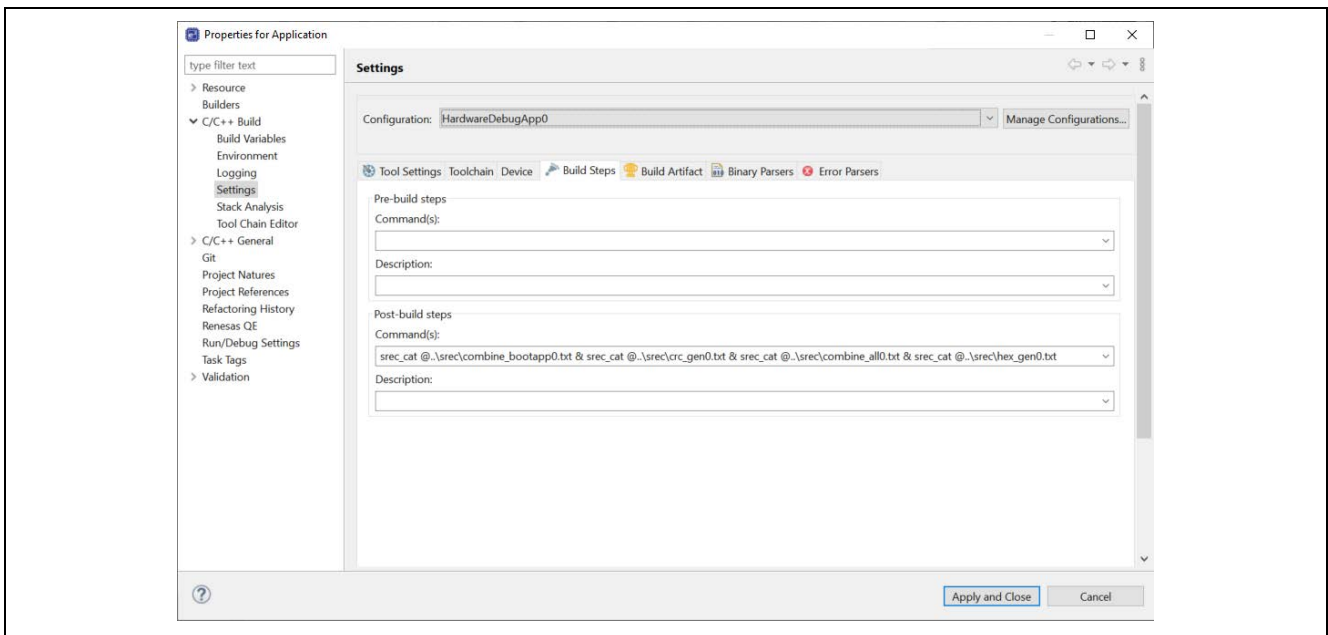 Properties for Application
type filter text
Resource
Builders
C/C++ Build
Build Variables
Environment
Logging
Settings
Stack Analysis
Tool Chain Editor
C/C++ General
Git
Project Natures
Project References
Refactoring History
Renesas QE
Run/Debug Settings
Task Tags
Validation
Settings
Configuration: HardwareDebugApp0 Manage Configurations...
Tool Settings Toolchain Device Build Steps Build Artifact Binary Parsers Error Parsers
Pre-build steps
Command(s):
Description:
Post-build steps
Command(s):
srec_cat @..\srec\combine_bootapp0.txt & srec_cat @..\srec\crc_gen0.txt & srec_cat @..\srec\combine_all0.txt & srec_cat @..\srec\hex_gen0.txt
Description:
Apply and Close Cancel